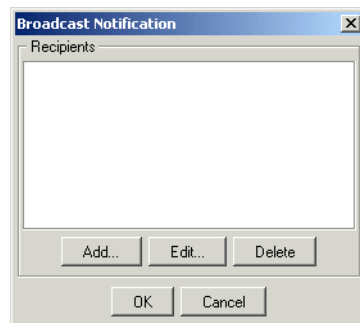 Broadcast Notification
Recipients
Add... Edit... Delete
OK Cancel